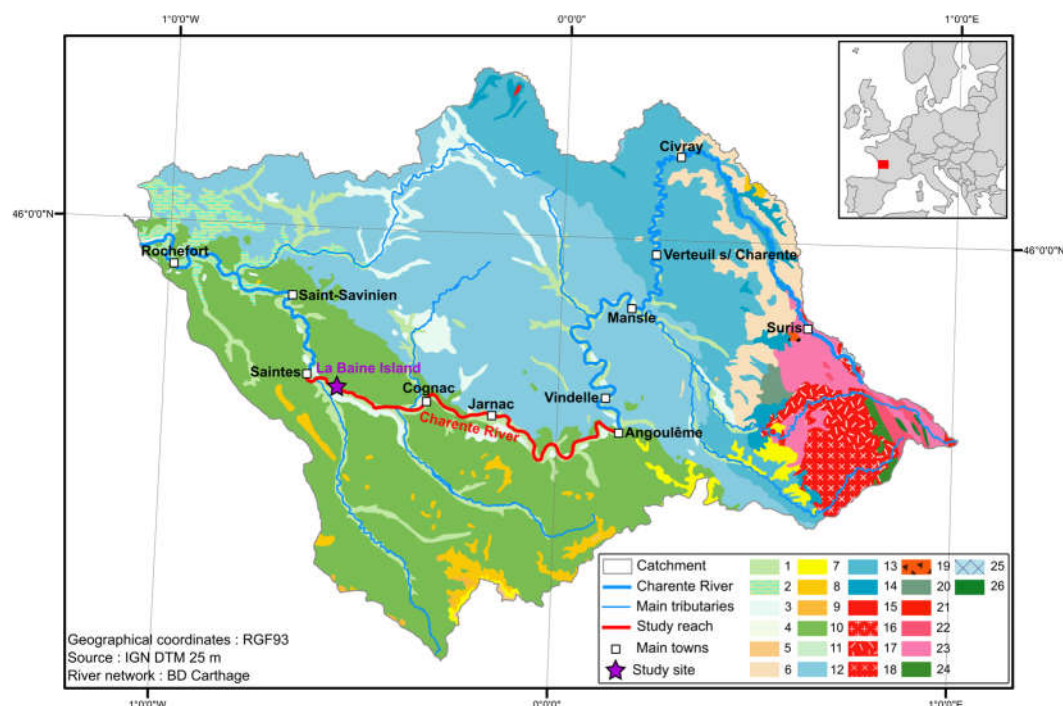 1°0'0"W
0°0'0"
1°0'0"E
46°0'0"N
46°0'0"N
Civray
Rochefort
Verteuil s/ Charente
Saint-Savinien
Mansle
Suris
La Baine Island
Saintes
Cognac
Jarnac
Vindelle
Charente River
Angoulême
Catchment
Charente River
Main tributaries
Study reach
Main towns
Study site
1
2
3
4
5
6
7
8
9
10
11
12
13
14
15
16
17
18
19
20
21
22
23
24
25
26
Geographical coordinates : RGF93
Source : IGN DTM 25 m
River network : BD Carthage
1°0'0"W
0°0'0"
1°0'0"E